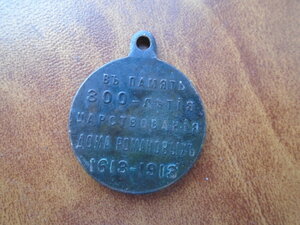 ВЪ ПАМЯТЬ
300-ЛѢТІЯ
ЦАРСТВОВАНІЯ
ДОМА РОМАНОВЫХЪ
1613-1913